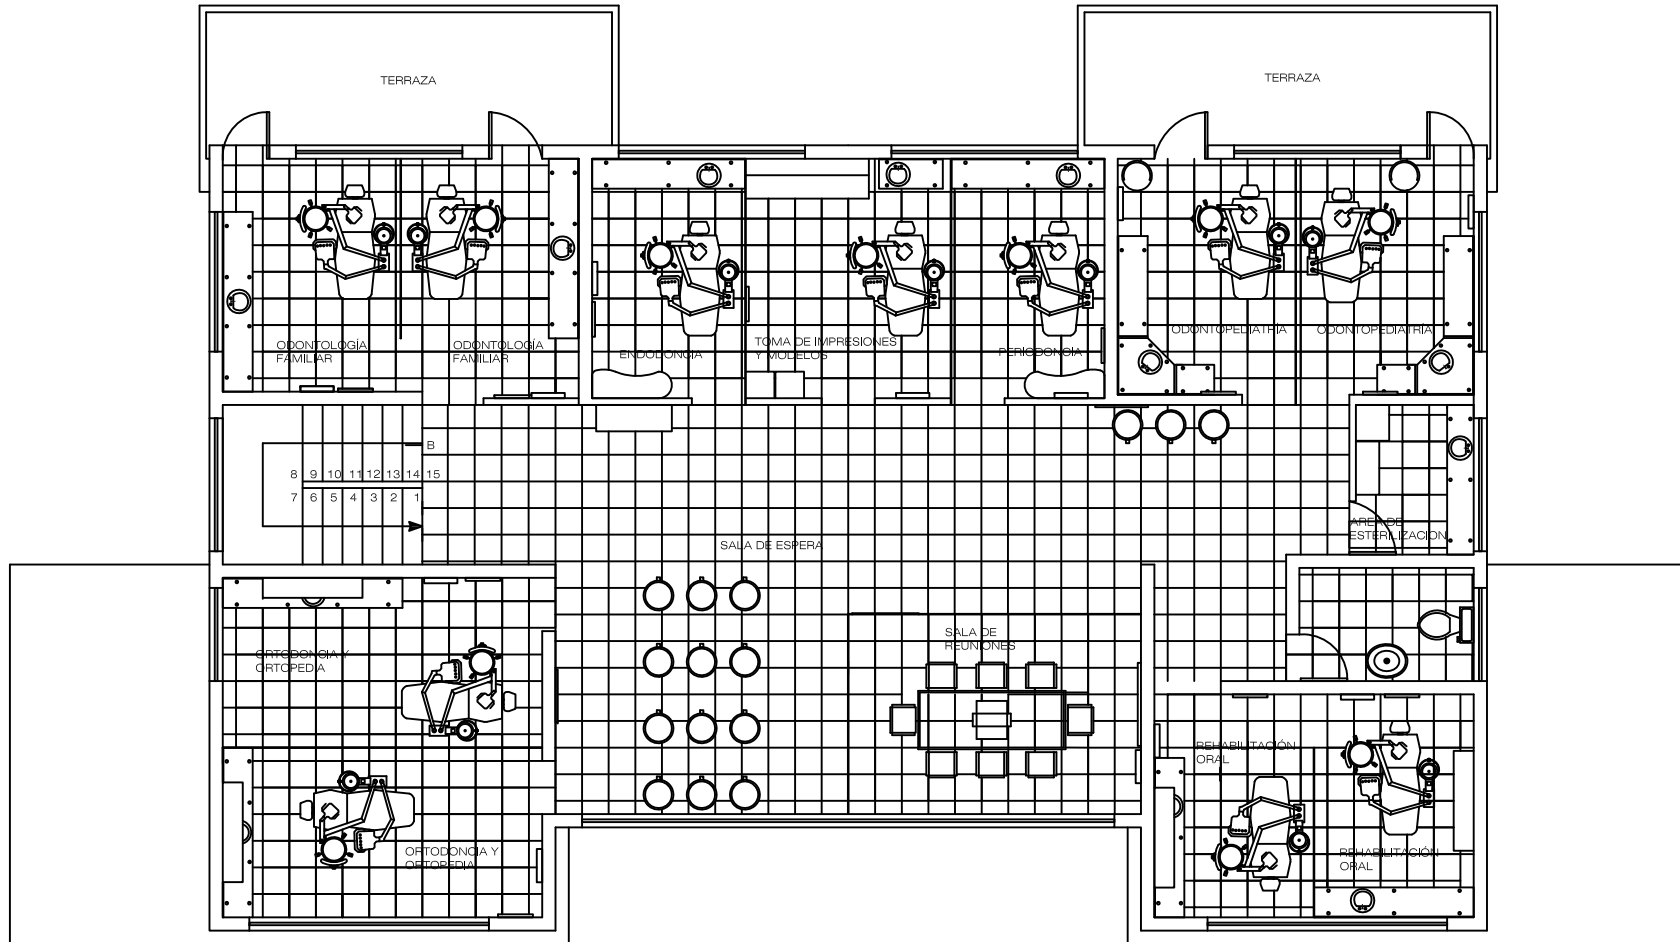 TERRAZA
TERRAZA
ODONTOLOGÍA
FAMILIAR
ODONTOLOGÍA
FAMILIAR
ENDODONCIA
TOMA DE IMPRESIONES
Y MODELOS
PERIODONCIA
ODONTOPEDIATRÍA
ODONTOPEDIATRÍA
B
8 9 10 11 12 13 14 15
7 6 5 4 3 2 1
SALA DE ESPERA
AREA DE
ESTERILIZACION
ORTODONCIA Y
ORTOPEDIA
SALA DE
REUNIONES
REHABILITACIÓN
ORAL
ORTODONCIA Y
ORTOPEDIA
REHABILITACIÓN
ORAL